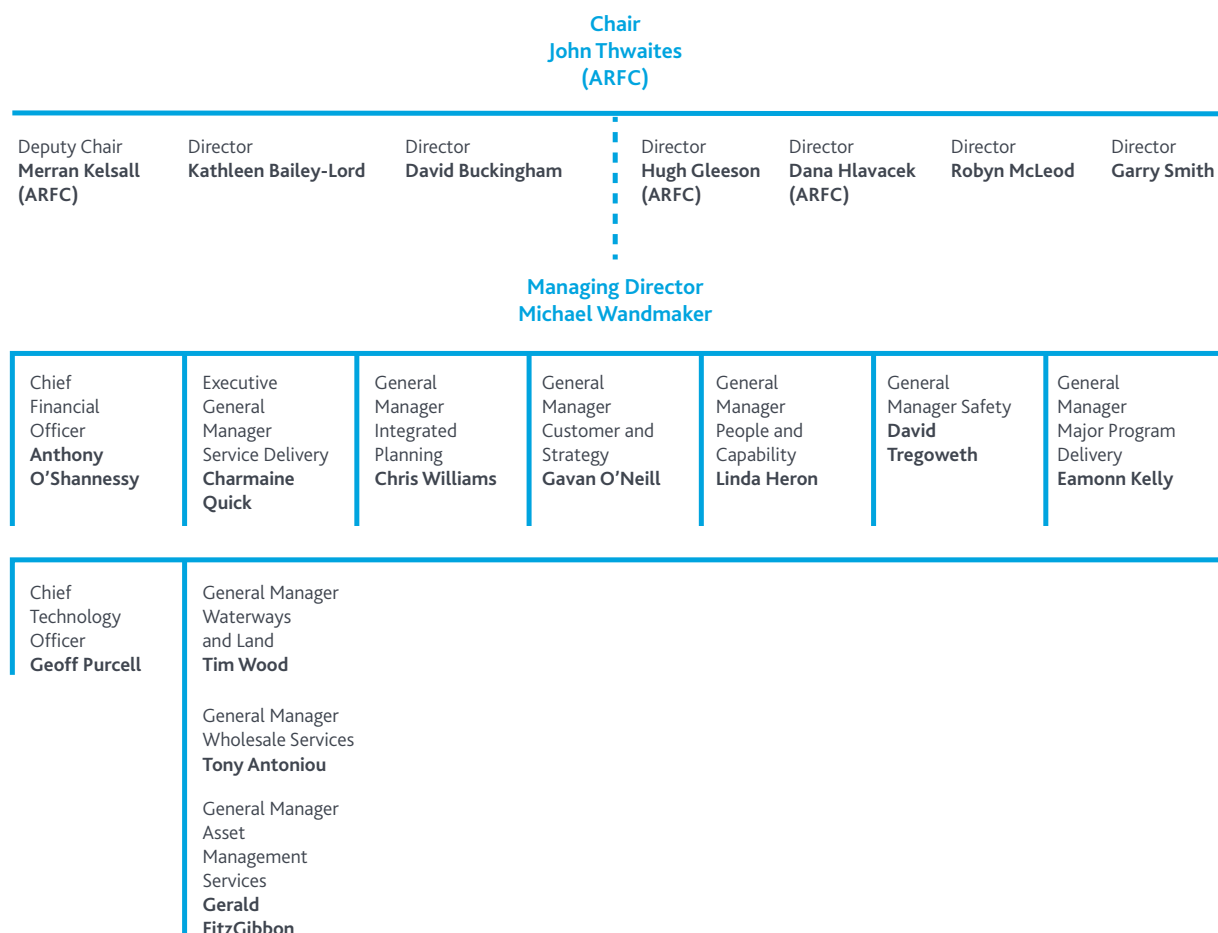 Chair
John Thwaites
(ARFC)
Deputy Chair
Merran Kelsall
(ARFC)
Director
Kathleen Bailey-Lord
Director
David Buckingham
Director
Hugh Gleeson
(ARFC)
Director
Dana Hlavacek
(ARFC)
Director
Robyn McLeod
Director
Garry Smith
Managing Director
Michael Wandmaker
Chief
Financial
Officer
Anthony
O’Shannessy
Executive
General
Manager
Service Delivery
Charmaine
Quick
General
Manager
Integrated
Planning
Chris Williams
General
Manager
Customer and
Strategy
Gavan O’Neill
General
Manager
People and
Capability
Linda Heron
General
Manager Safety
David
Tregoweth
General
Manager
Major Program
Delivery
Eamonn Kelly
Chief
Technology
Officer
Geoff Purcell
General Manager
Waterways
and Land
Tim Wood
General Manager
Wholesale Services
Tony Antoniou
General Manager
Asset
Management
Services
Gerald
FitzGibbon